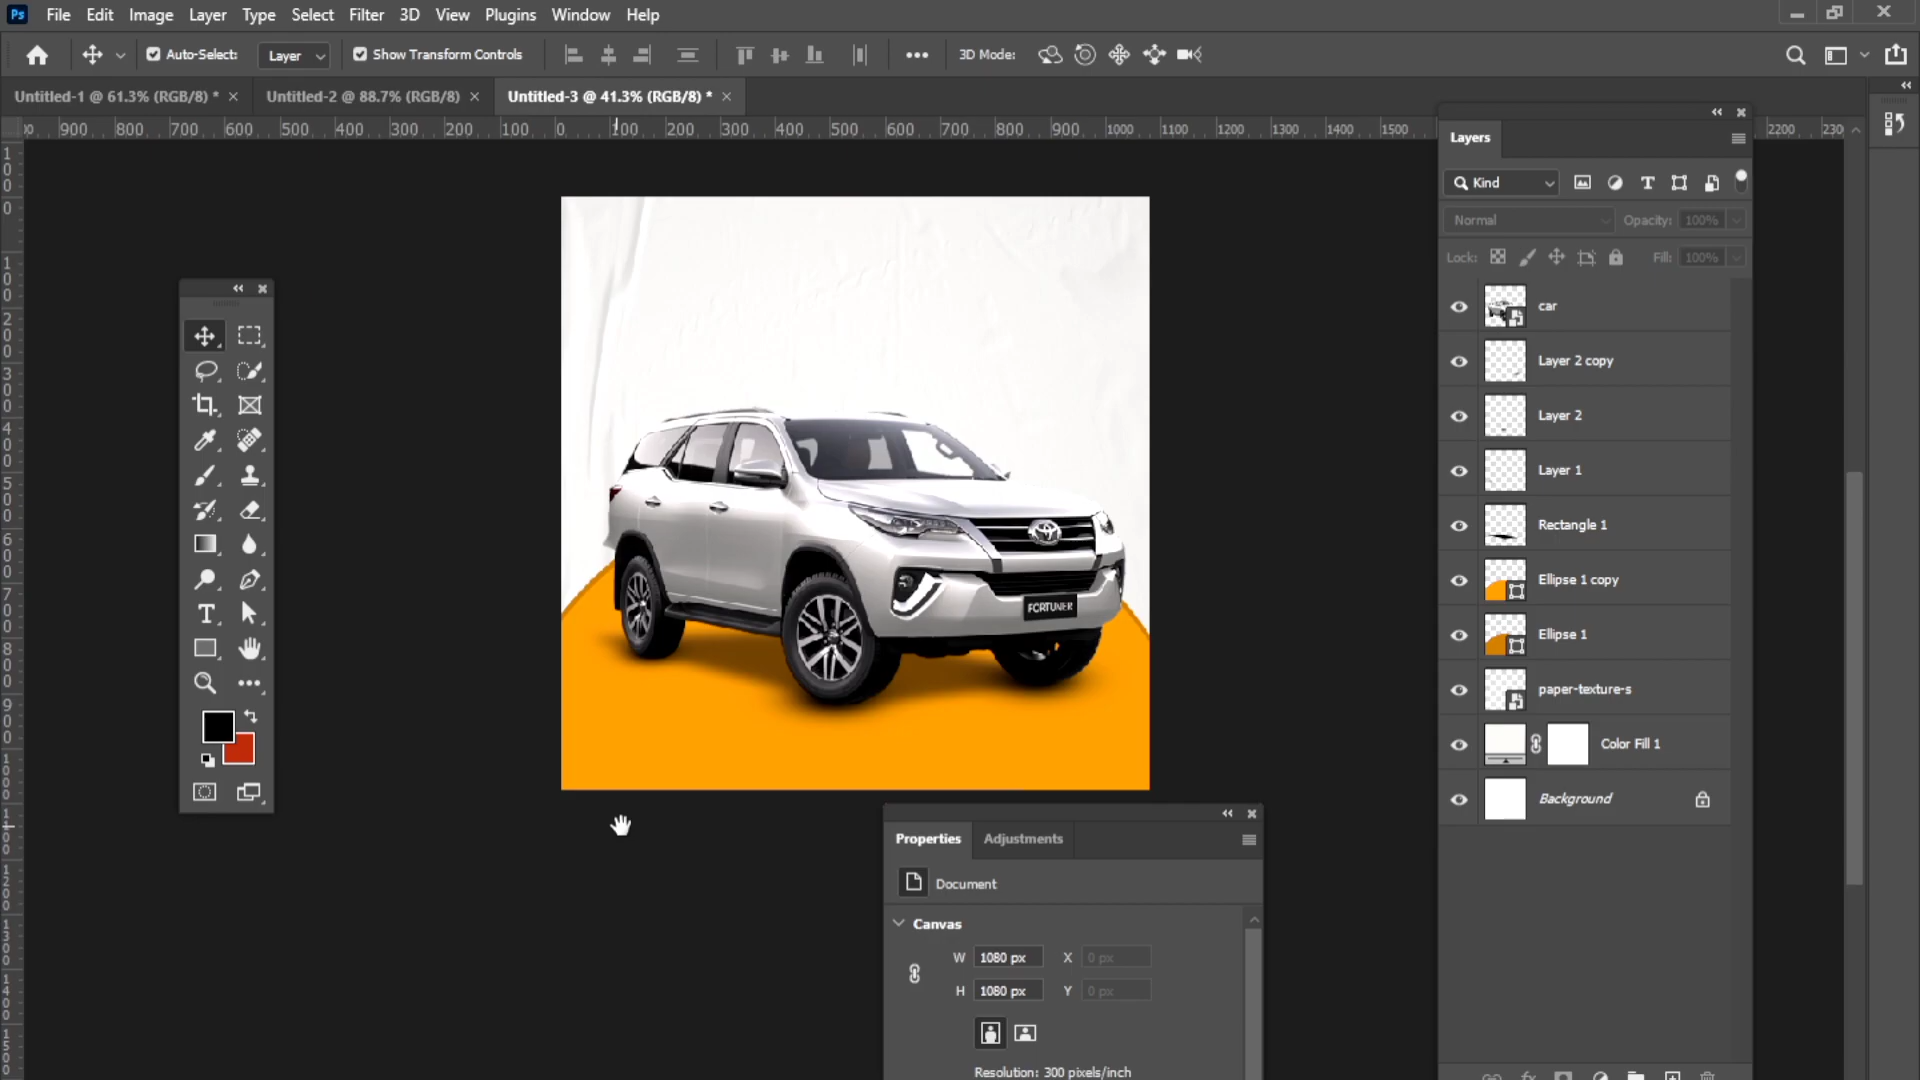 Ps File Edit Image Layer Type Select Filter 3D View Plugins Window Help
Auto-Select: Layer Show Transform Controls 3D Mode:
Untitled-1 @ 61.3% (RGB/8) * × Untitled-2 @ 88.7% (RGB/8) × Untitled-3 @ 41.3% (RGB/8) * ×
900 800 700 600 500 400 300 200 100 0 100 200 300 400 500 600 700 800 900 1000 1100 1200 1300 1400 1500 2200
Layers
Kind
Normal Opacity: 100%
Lock: Fill: 100%
car
Layer 2 copy
Layer 2
Layer 1
Rectangle 1
Ellipse 1 copy
Ellipse 1
paper-texture-s
Color Fill 1
Background
FORTUNER
Properties Adjustments
Document
Canvas
W 1080 px X 0 px
H 1080 px Y 0 px
Resolution: 300 pixels/inch